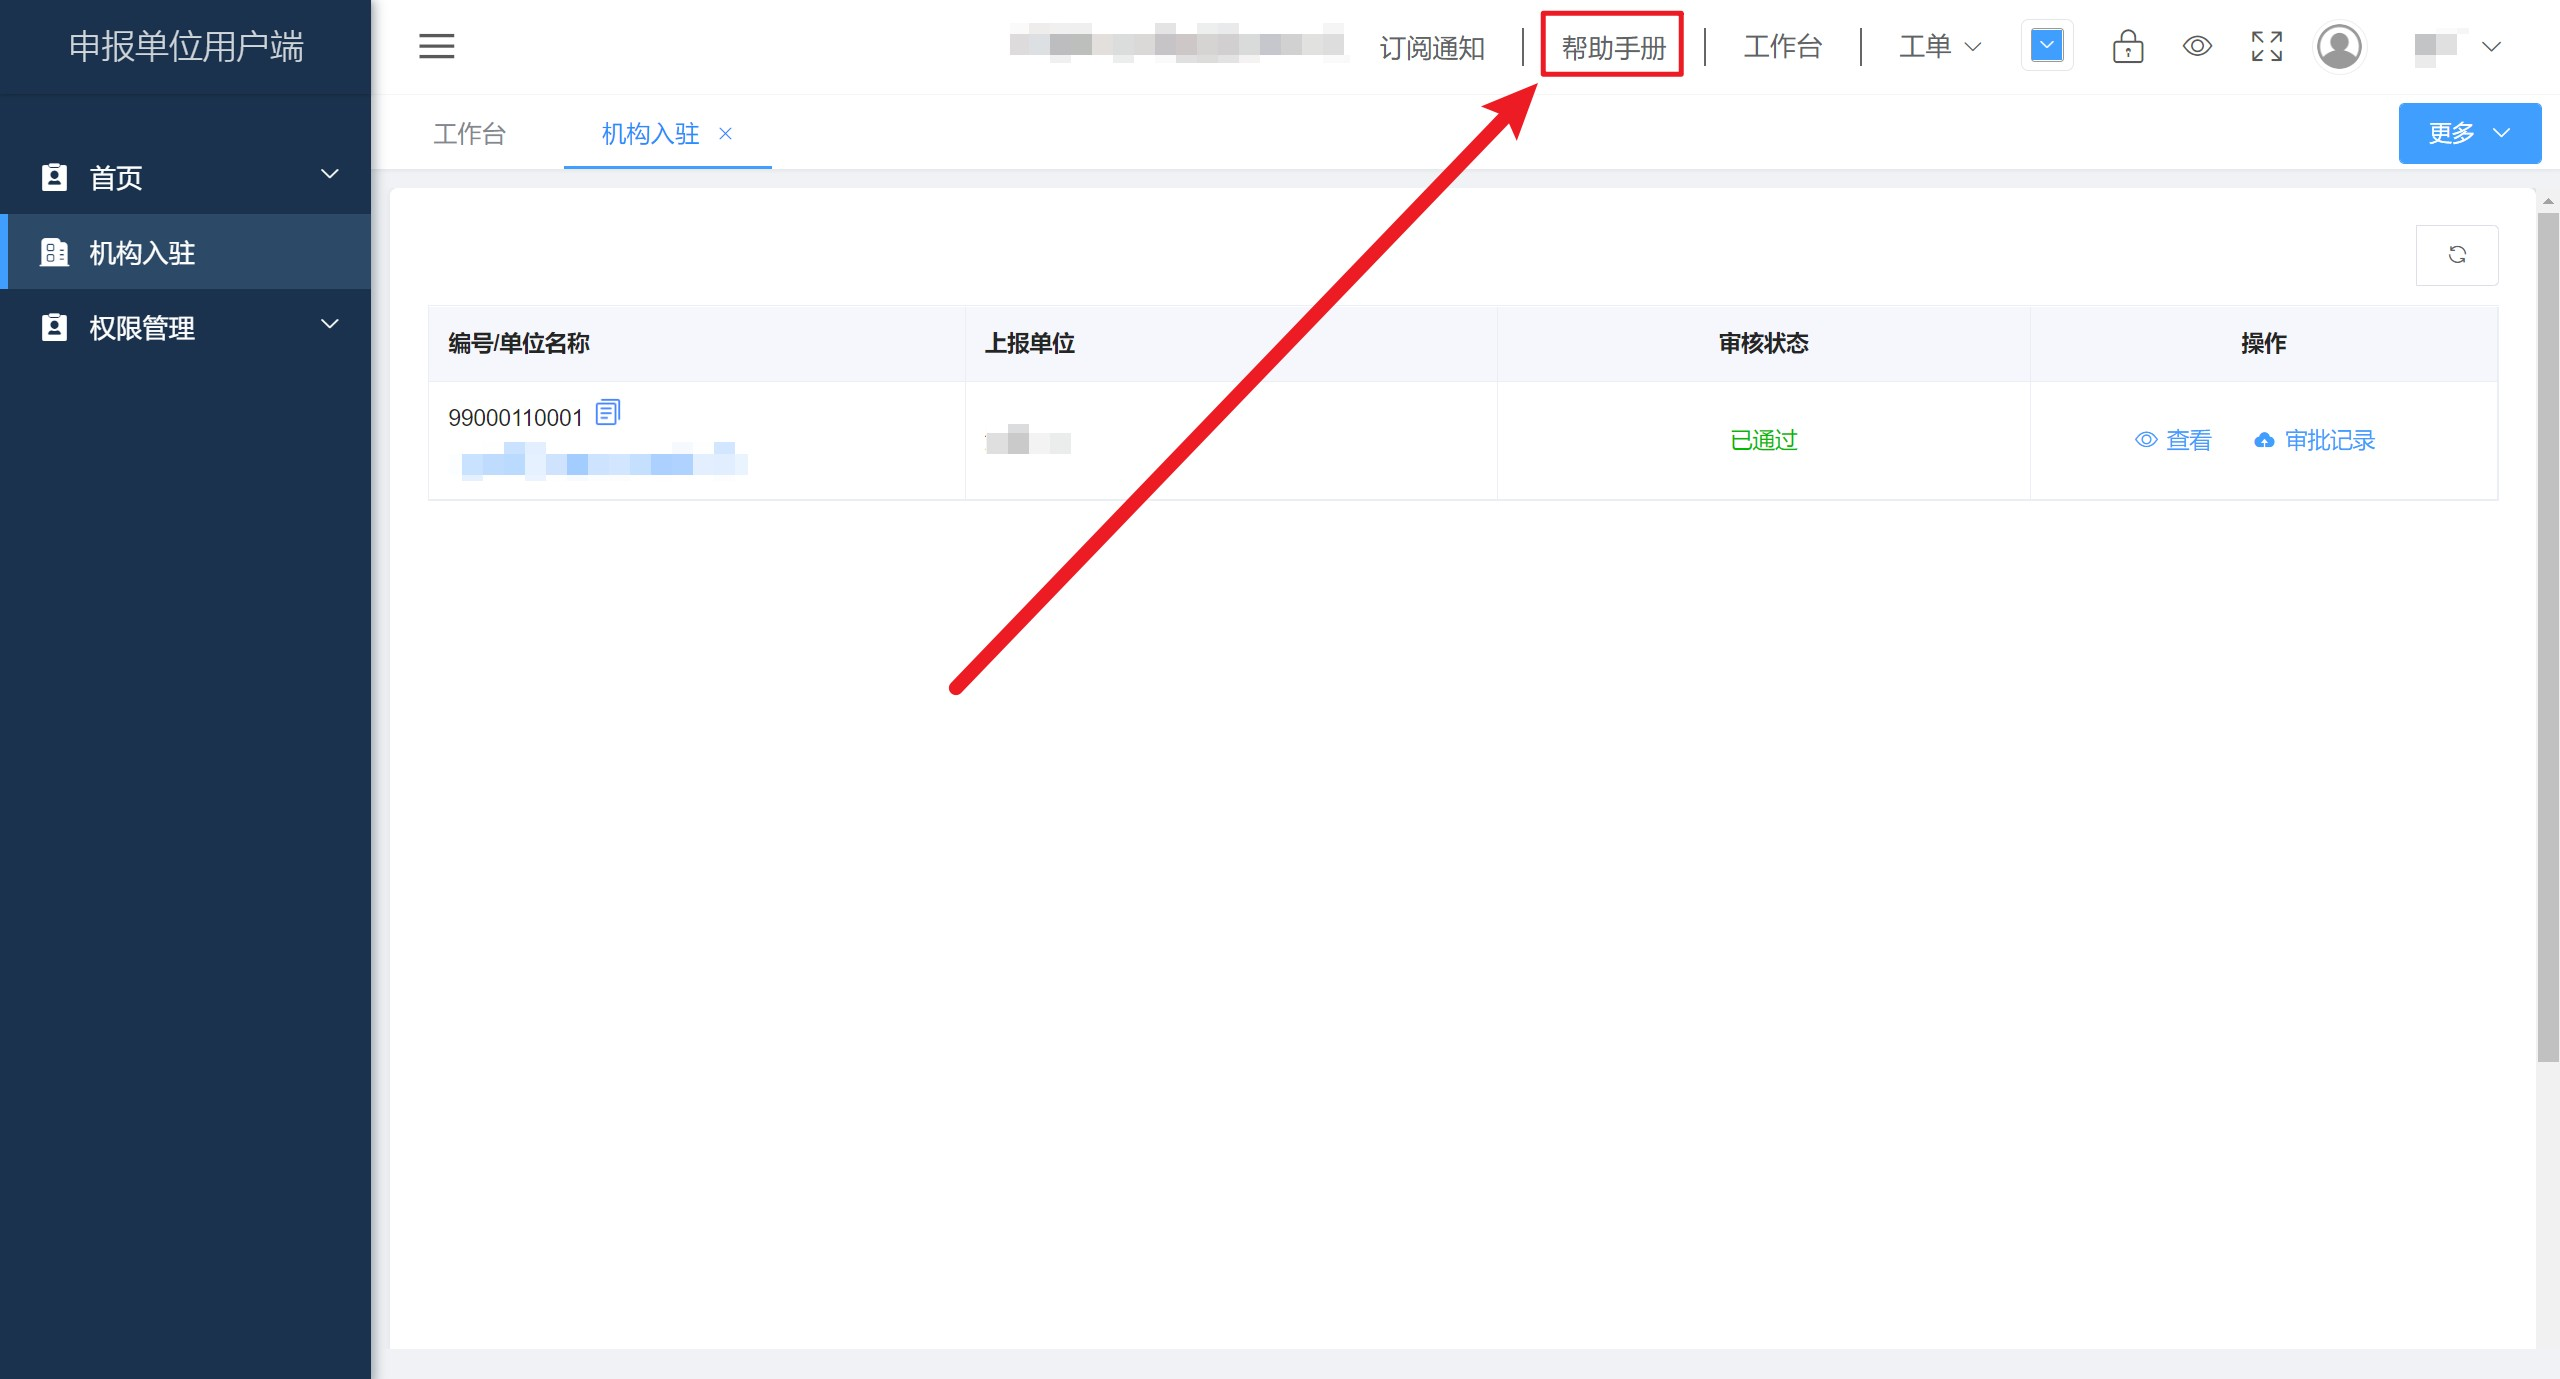 申报单位用户端
订阅通知
帮助手册
工作台
工单
首页
机构入驻
权限管理
工作台
机构入驻
更多
编号/单位名称
上报单位
审核状态
操作
99000110001
已通过
查看
审批记录